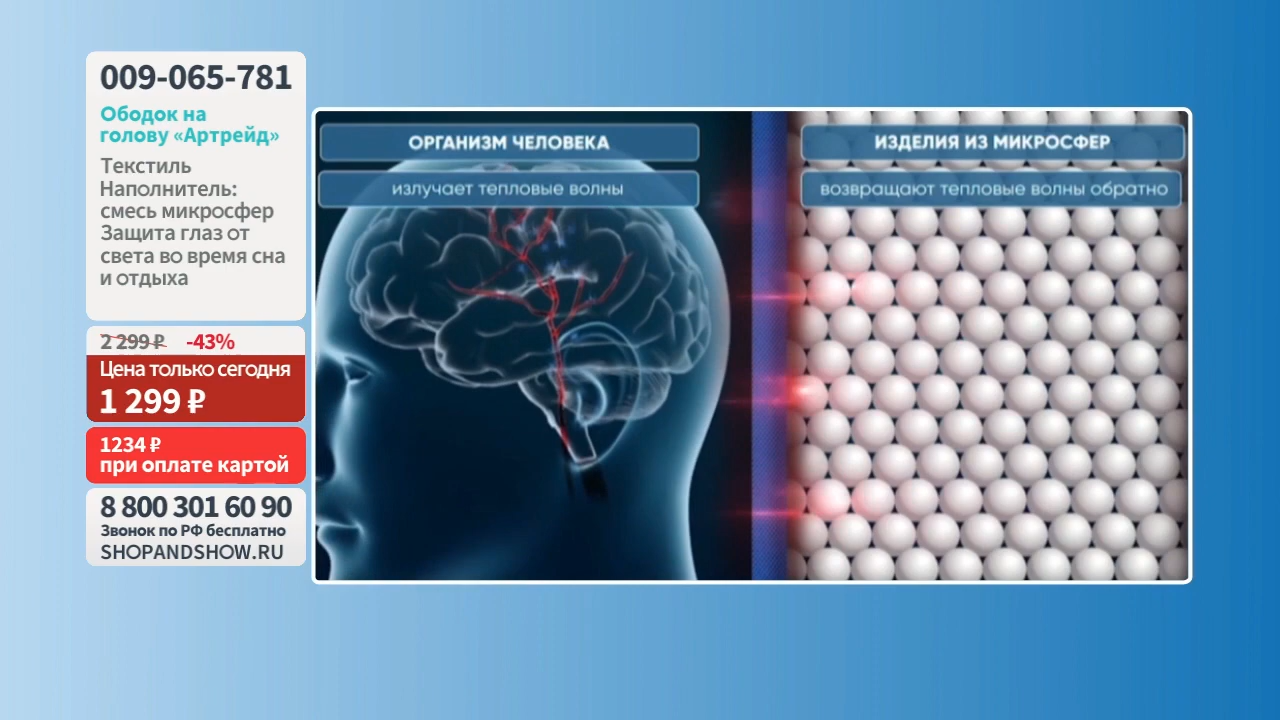 009-065-781
Ободок на
голову «Артрейд»
Текстиль
Наполнитель:
смесь микросфер
Защита глаз от
света во время сна
и отдыха
2 299 ₽ -43%
Цена только сегодня
1 299 ₽
1234 ₽
при оплате картой
8 800 301 60 90
Звонок по РФ бесплатно
SHOPANDSHOW.RU
ОРГАНИЗМ ЧЕЛОВЕКА
излучает тепловые волны
ИЗДЕЛИЯ ИЗ МИКРОСФЕР
возвращают тепловые волны обратно